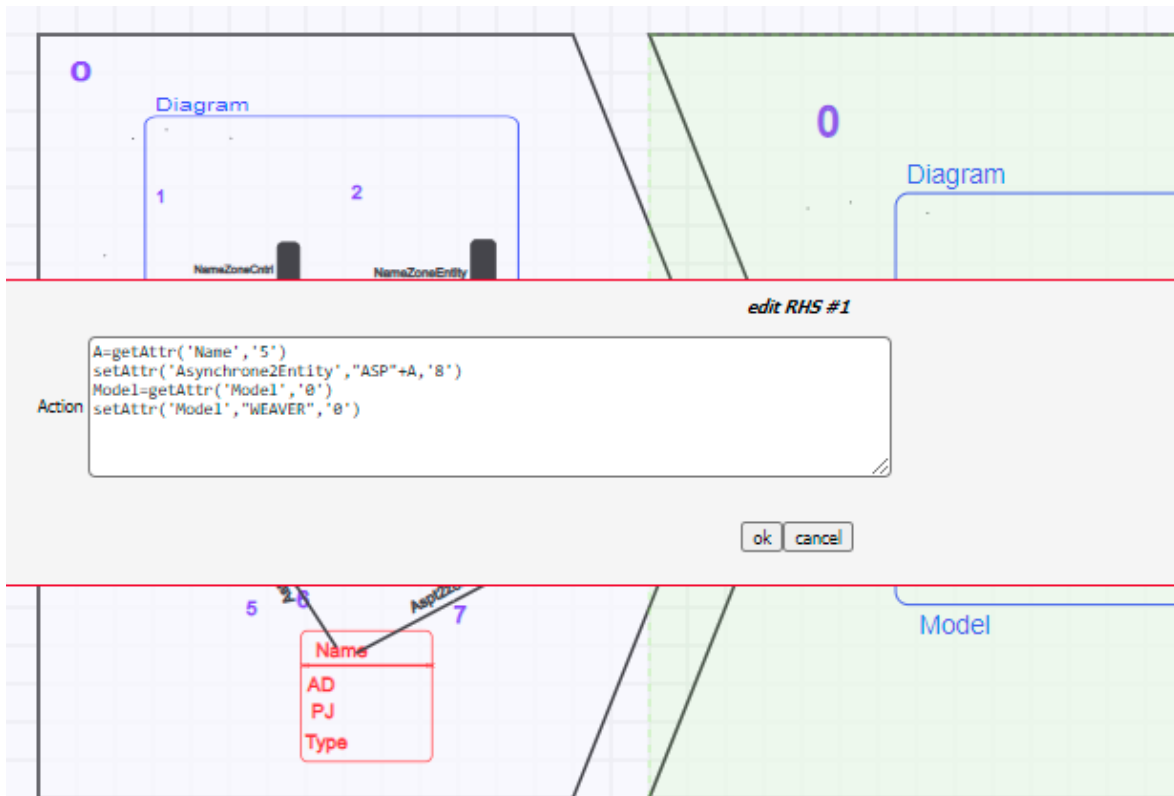 o
Diagram
0
Diagram
1
2
NameZoneCntrl
NameZoneEntity
edit RHS #1
Action
A=getAttr('Name','5')
setAttr('Asynchrone2Entity',"ASP"+A,'8')
Model=getAttr('Model','0')
setAttr('Model',"WEAVER",'0')
ok
cancel
5
6
7
Name
AD
PJ
Type
Model